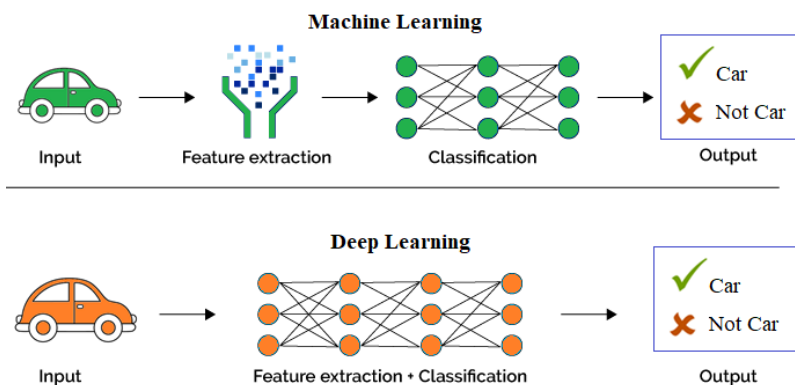 Machine Learning
Car
Not Car
Input
Feature extraction
Classification
Output
Deep Learning
Car
Not Car
Input
Feature extraction + Classification
Output